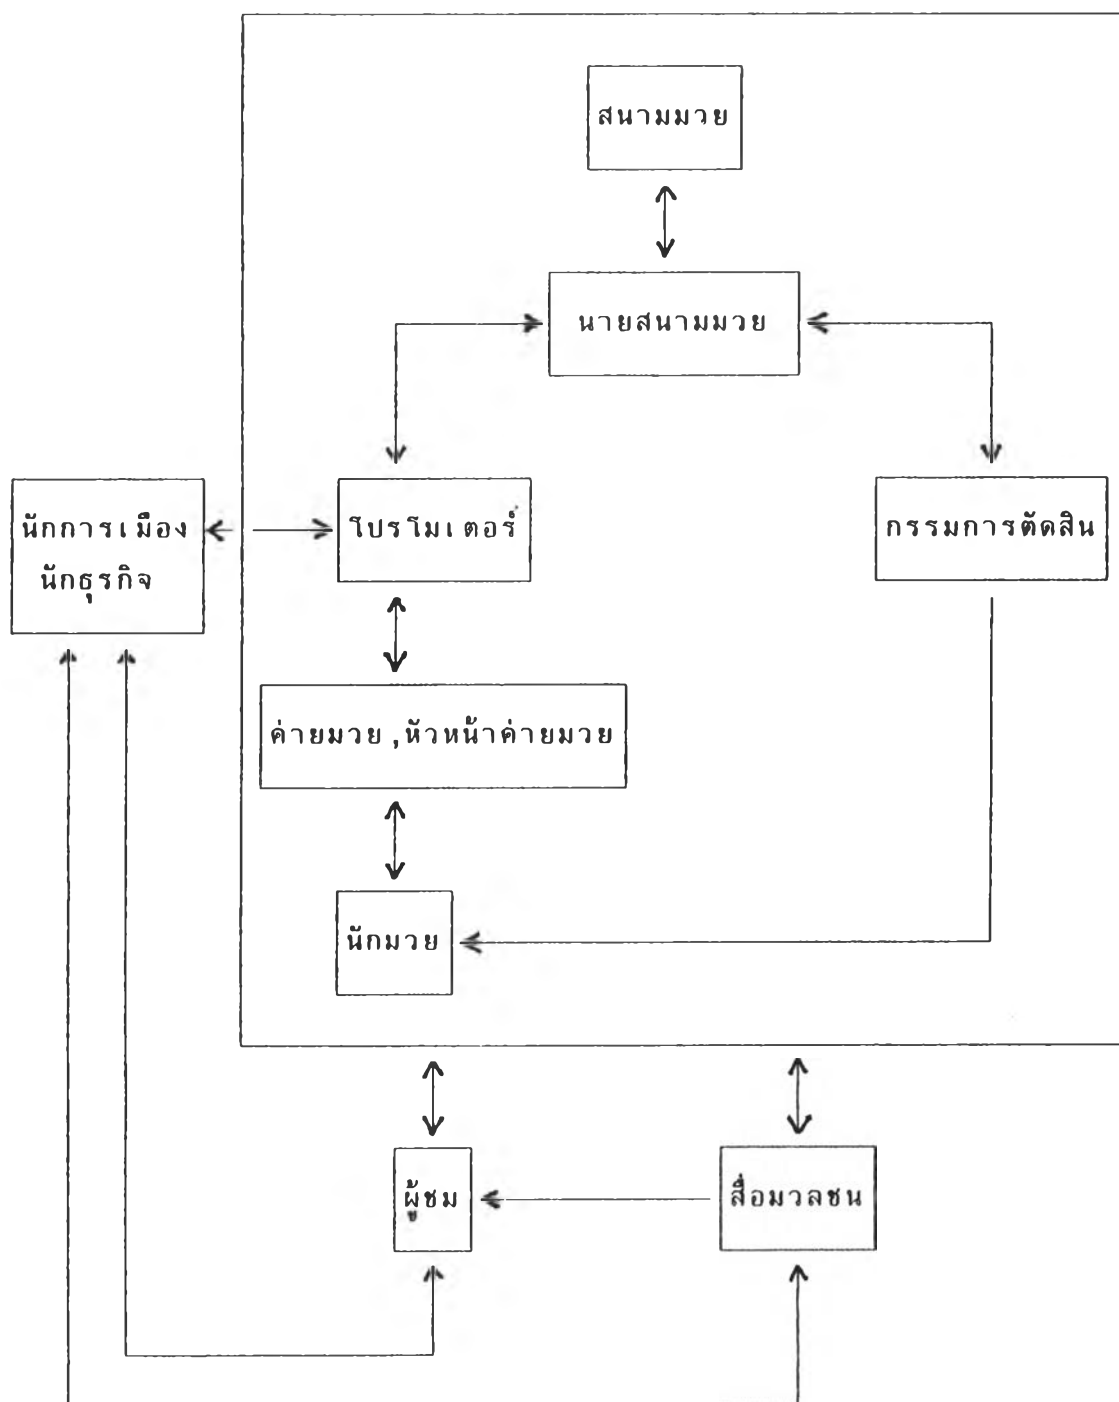 สนามมวย
นายสนามมวย
นักการเมือง
นักธุรกิจ
โปรโมเตอร์
กรรมการตัดสิน
ค่ายมวย ,หัวหน้าค่ายมวย
นักมวย
ผู้ชม
สื่อมวลชน